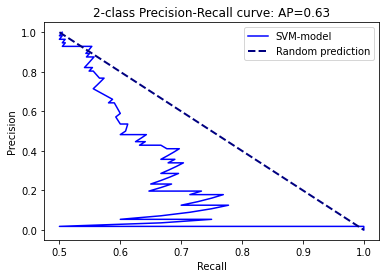 2-class Precision-Recall curve: AP=0.63
SVM-model
Random prediction
Precision
1.0
0.8
0.6
0.4
0.2
0.0
0.5
0.6
0.7
0.8
0.9
1.0
Recall